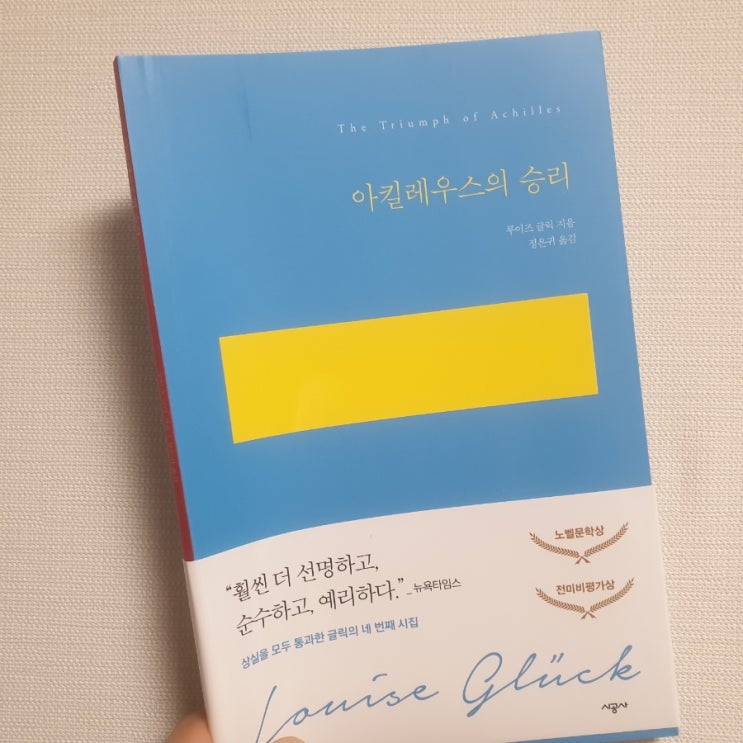 The Triumph of Achilles
아킬레우스의 승리
루이즈 글릭 지음
정은귀 옮김
노벨문학상
“훨씬 더 선명하고,
순수하고, 예리하다.”_뉴욕타임스
전미비평가상
상실을 모두 통과한 글릭의 네 번째 시집
Louise Glück
시공사